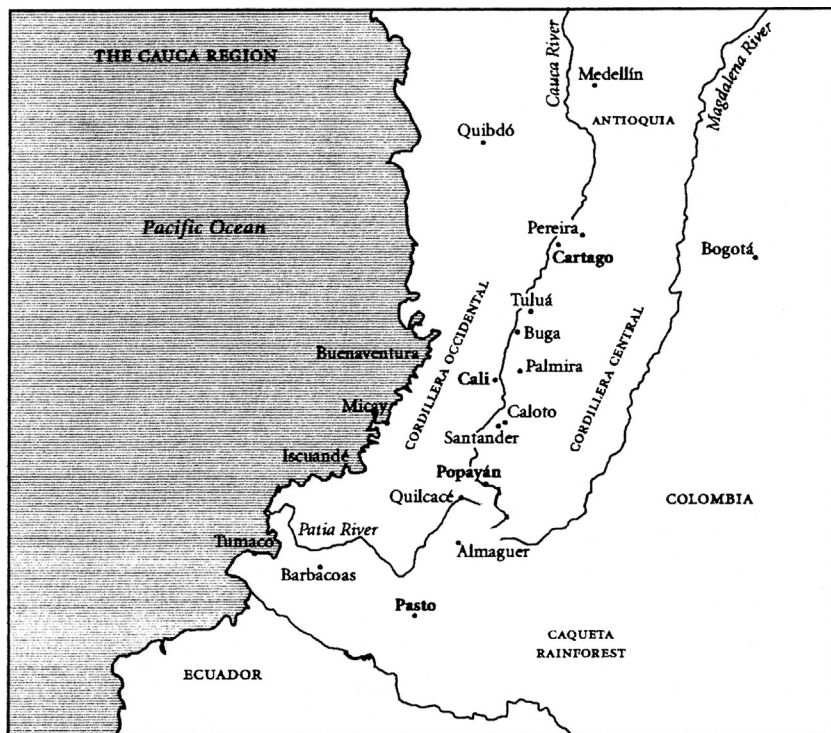 THE CAUCA REGION
Cauca River
Medellín
Magdalena River
ANTIOQUIA
Quibdó
Pacific Ocean
Pereira
Cartago
Bogotá
Tuluá
CORDILLERA OCCIDENTAL
Buga
Buenaventura
CORDILLERA CENTRAL
Palmira
Cali
Micay
Caloto
Santander
Iscuandé
Popayán
Quilcacé
COLOMBIA
Patia River
Tumaco
Almaguer
Barbacoas
Pasto
CAQUETA
RAINFOREST
ECUADOR